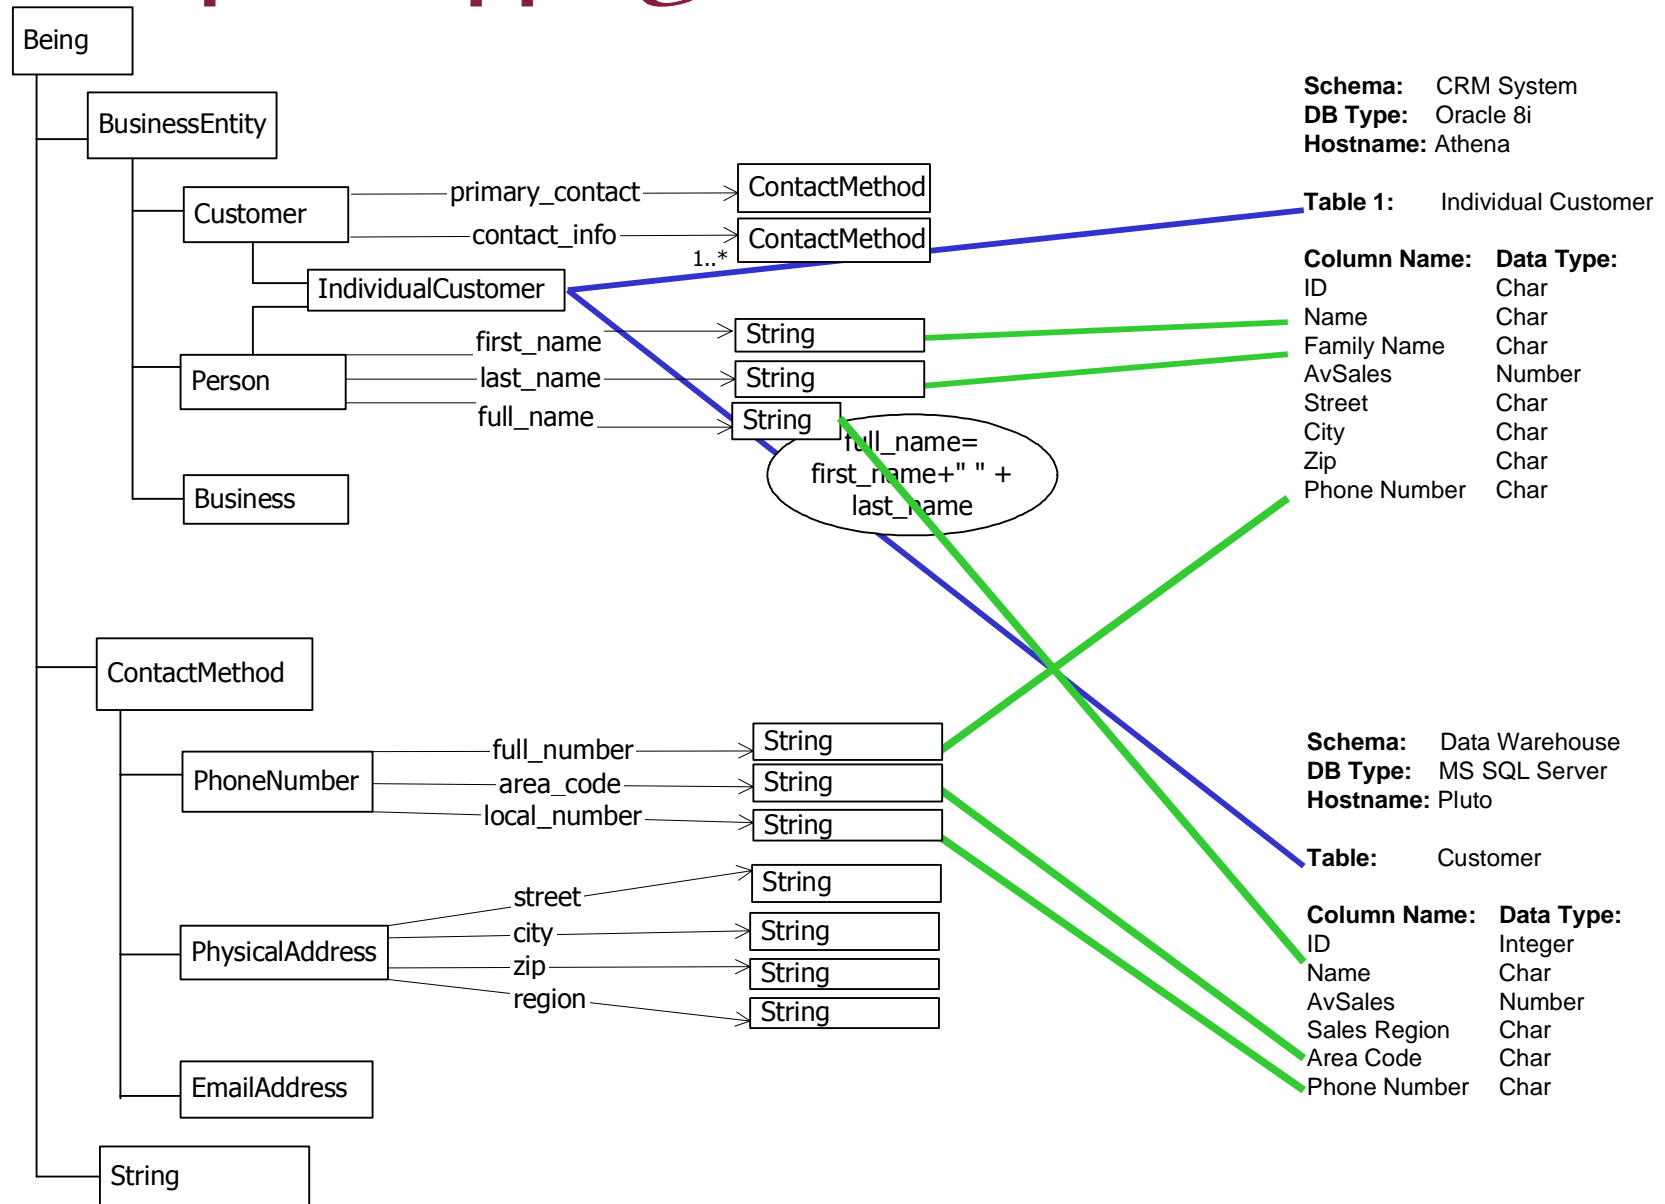 Being
BusinessEntity
Customer
primary_contact
ContactMethod
contact_info
ContactMethod
1..*
IndividualCustomer
first_name
String
Person
last_name
String
full_name
String
full_name=
first_name+" " +
last_name
Business
ContactMethod
PhoneNumber
full_number
String
area_code
String
local_number
String
PhysicalAddress
street
String
city
String
zip
String
region
String
EmailAddress
String
Schema: CRM System
DB Type: Oracle 8i
Hostname: Athena
Table 1: Individual Customer
Column Name: Data Type:
ID Char
Name Char
Family Name Char
AvSales Number
Street Char
City Char
Zip Char
Phone Number Char
Schema: Data Warehouse
DB Type: MS SQL Server
Hostname: Pluto
Table: Customer
Column Name: Data Type:
ID Integer
Name Char
AvSales Number
Sales Region Char
Area Code Char
Phone Number Char